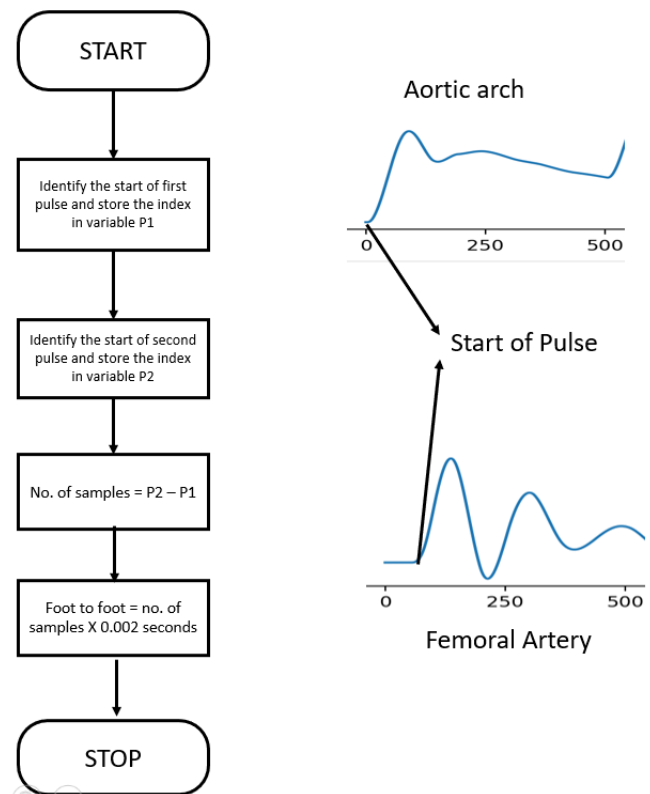 START
Identify the start of first
pulse and store the index
in variable P1
Identify the start of second
pulse and store the index
in variable P2
No. of samples = P2 – P1
Foot to foot = no. of
samples X 0.002 seconds
STOP
Aortic arch
0 250 500
Start of Pulse
0 250 500
Femoral Artery